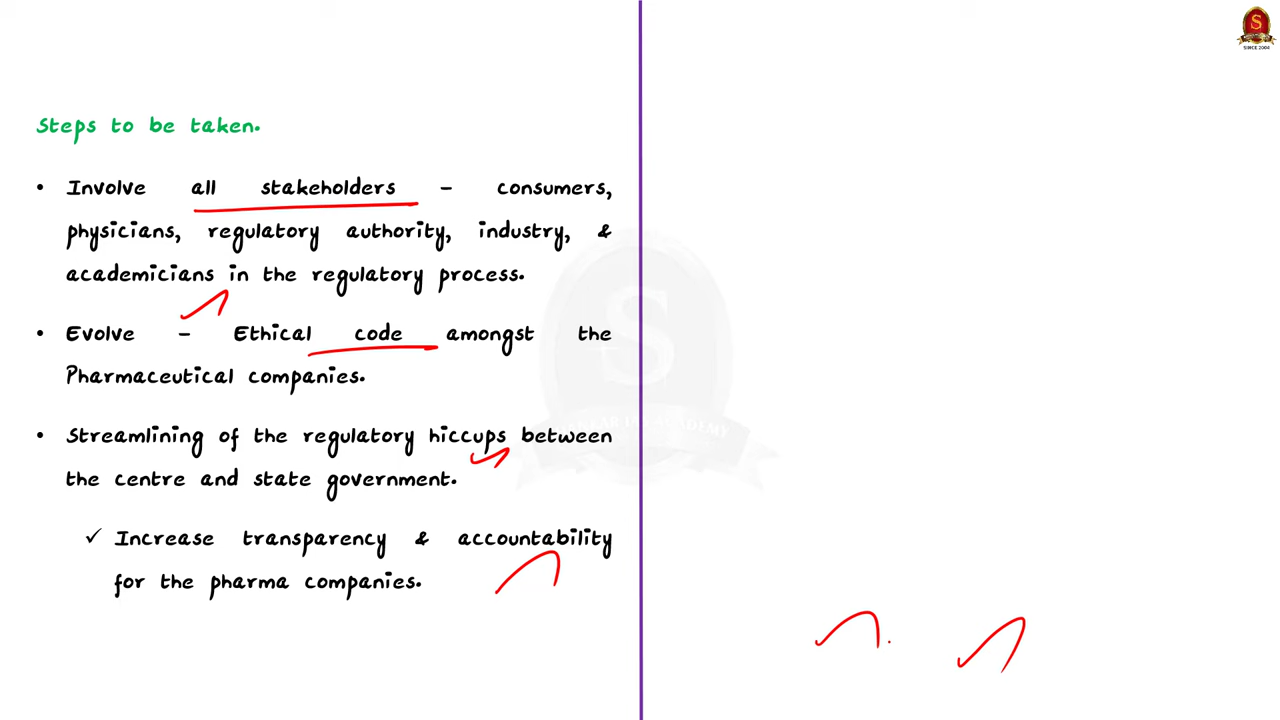 S
SINCE 2004
Steps to be taken.
• Involve all stakeholders – consumers,
physicians, regulatory authority, industry, &
academicians in the regulatory process.
• Evolve – Ethical code amongst the
Pharmaceutical companies.
• Streamlining of the regulatory hiccups between
the centre and state government.
✓ Increase transparency & accountability
for the pharma companies.